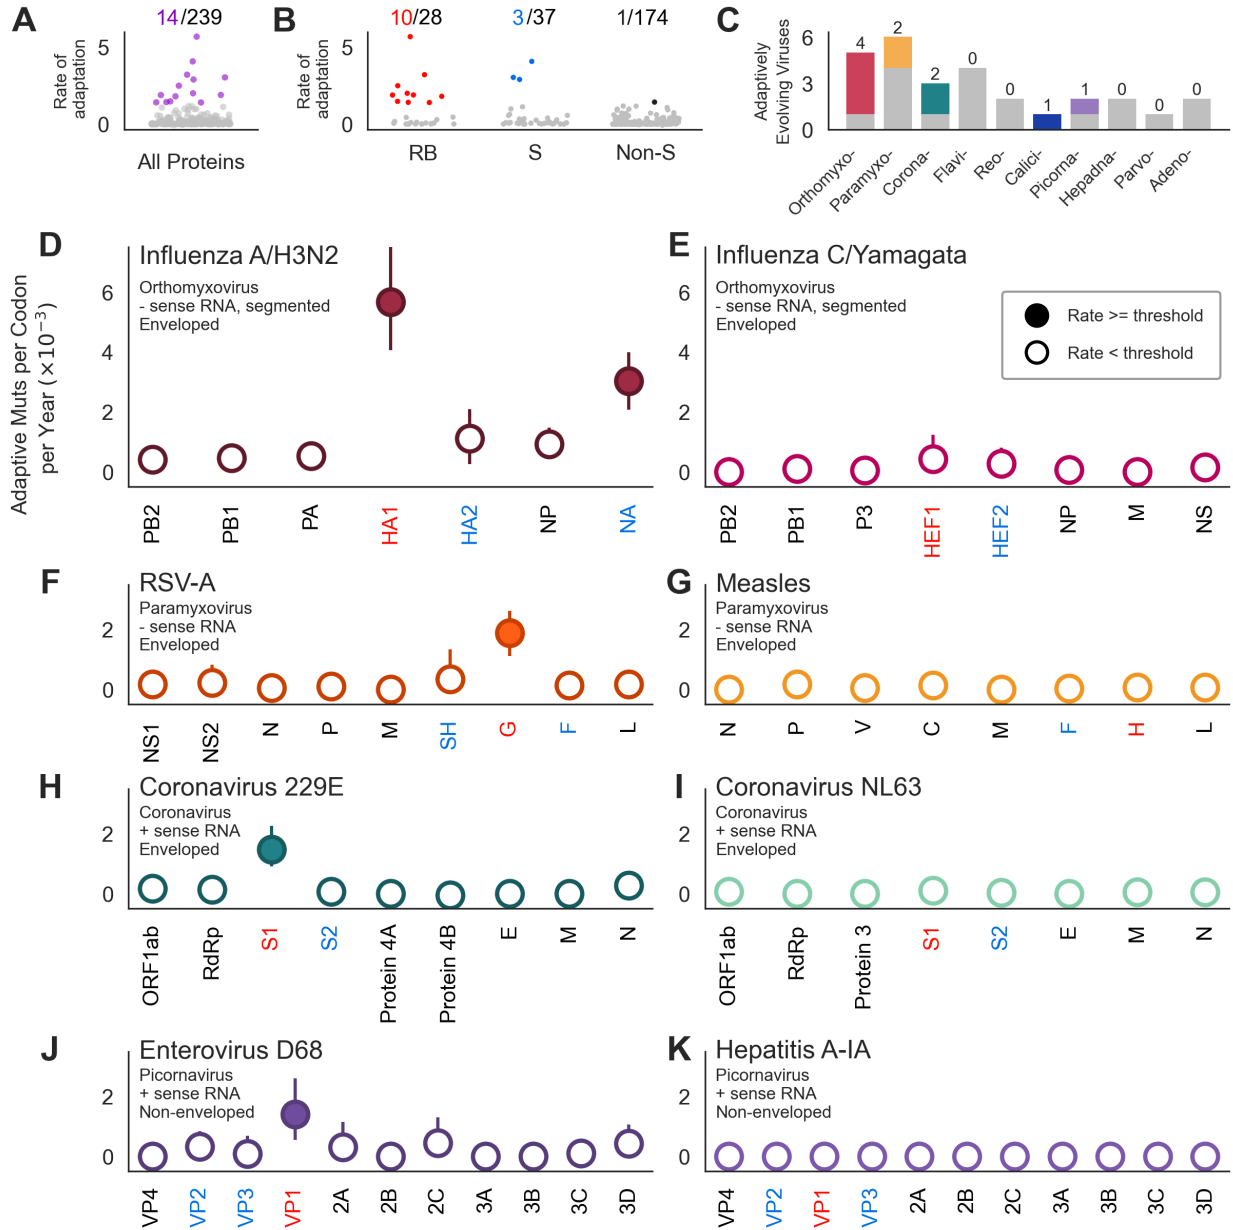 A
14/239
5
0
Rate of
adaptation
All Proteins
B
10/28
3/37
1/174
5
0
Rate of
adaptation
RB
S
Non-S
C
6
3
0
Adaptively
Evolving Viruses
4
2
2
0
0
1
1
0
0
0
Orthomyxo-
Paramyxo-
Corona-
Flavi-
Reo-
Calici-
Picorna-
Hepadna-
Parvo-
Adeno-
Adaptive Muts per Codon
per Year (×10⁻³)
D
Influenza A/H3N2
Orthomyxovirus
- sense RNA, segmented
Enveloped
6
4
2
0
PB2
PB1
PA
HA1
HA2
NP
NA
E
Influenza C/Yamagata
Orthomyxovirus
- sense RNA, segmented
Enveloped
Rate >= threshold
Rate < threshold
6
4
2
0
PB2
PB1
P3
HEF1
HEF2
NP
M
NS
F
RSV-A
Paramyxovirus
- sense RNA
Enveloped
2
0
NS1
NS2
N
P
M
SH
G
F
L
G
Measles
Paramyxovirus
- sense RNA
Enveloped
2
0
N
P
V
C
M
F
H
L
H
Coronavirus 229E
Coronavirus
+ sense RNA
Enveloped
2
0
ORF1ab
RdRp
S1
S2
Protein 4A
Protein 4B
E
M
N
I
Coronavirus NL63
Coronavirus
+ sense RNA
Enveloped
2
0
ORF1ab
RdRp
Protein 3
S1
S2
E
M
N
J
Enterovirus D68
Picornavirus
+ sense RNA
Non-enveloped
2
0
VP4
VP2
VP3
VP1
2A
2B
2C
3A
3B
3C
3D
K
Hepatitis A-IA
Picornavirus
+ sense RNA
Non-enveloped
2
0
VP4
VP2
VP1
VP3
2A
2B
2C
3A
3B
3C
3D